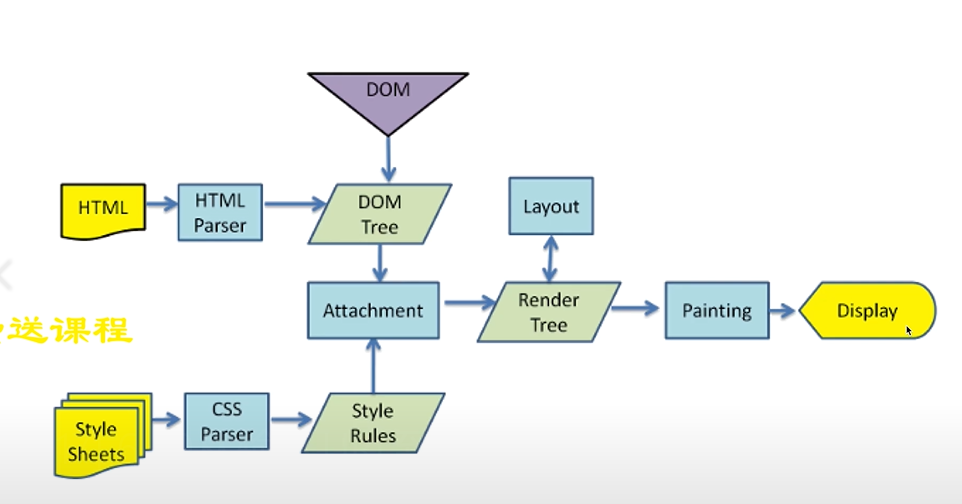 DOM
HTML
HTML
Parser
DOM
Tree
Layout
Attachment
Render
Tree
Painting
Display
送课程
Style
Sheets
CSS
Parser
Style
Rules